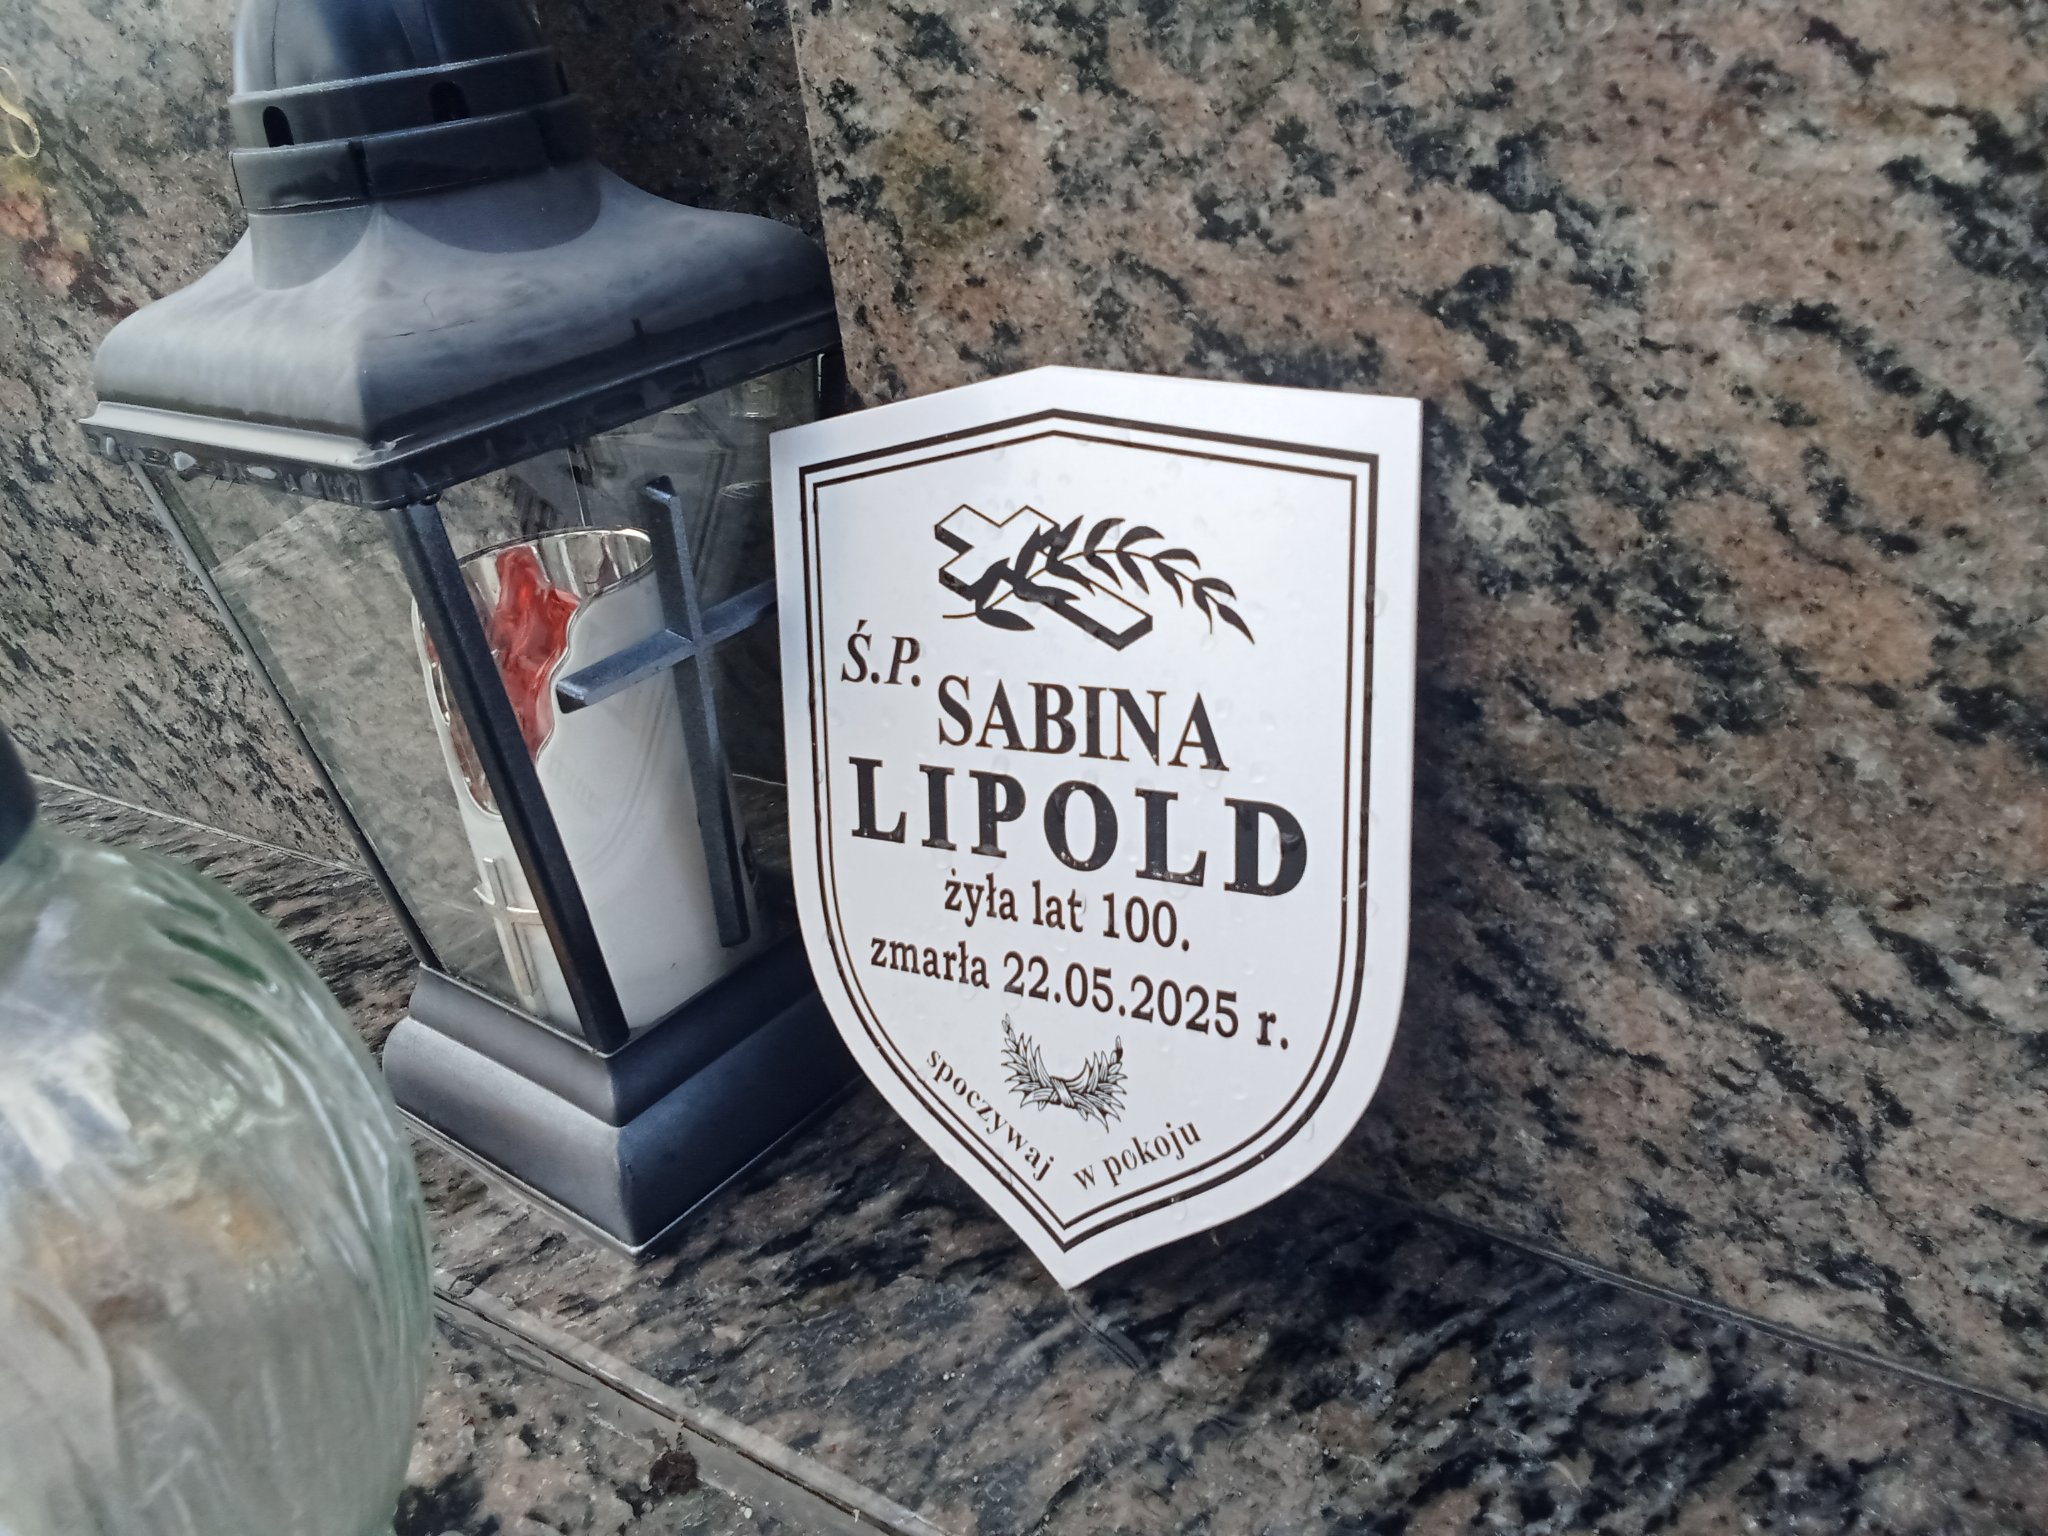 Ś.P. SABINA
LIPOLD
żyła lat 100.
zmarła 22.05.2025 r.
spoczywaj w pokoju